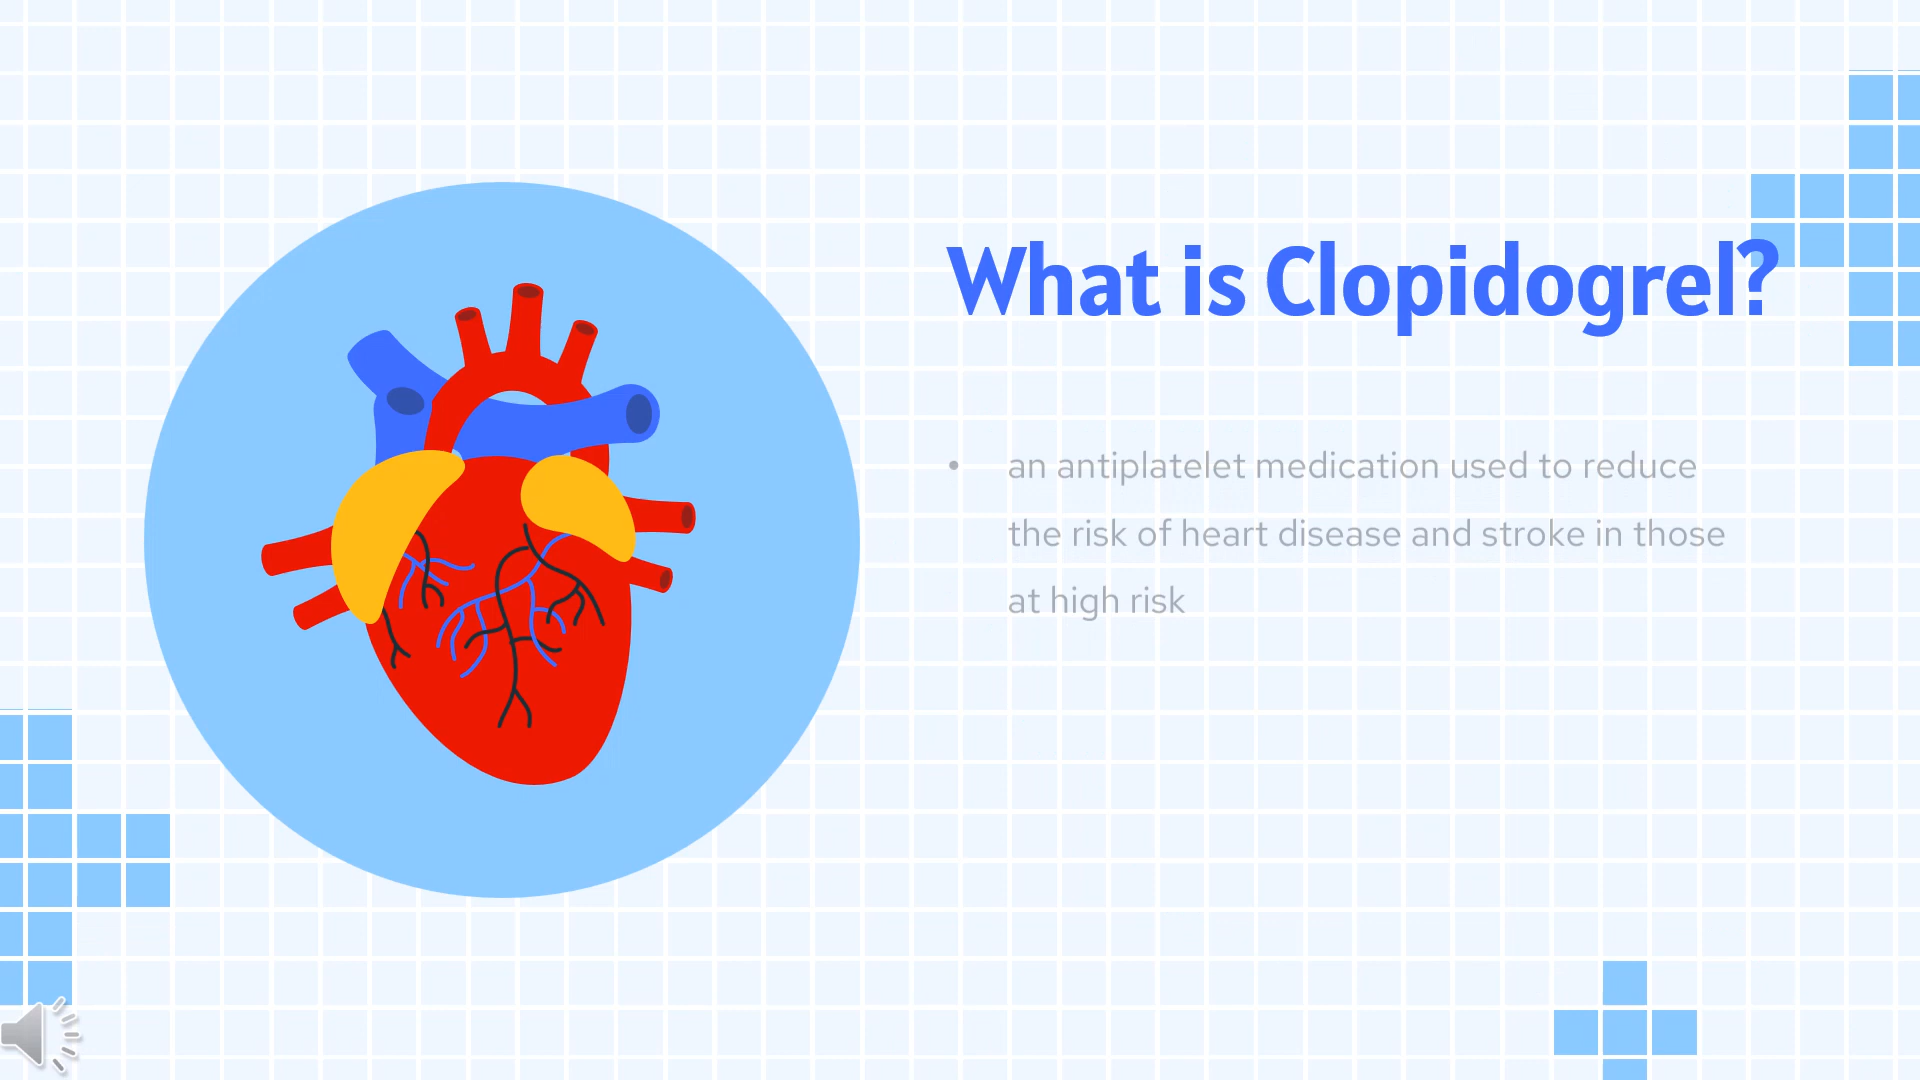 What is Clopidogrel?
• an antiplatelet medication used to reduce
the risk of heart disease and stroke in those
at high risk